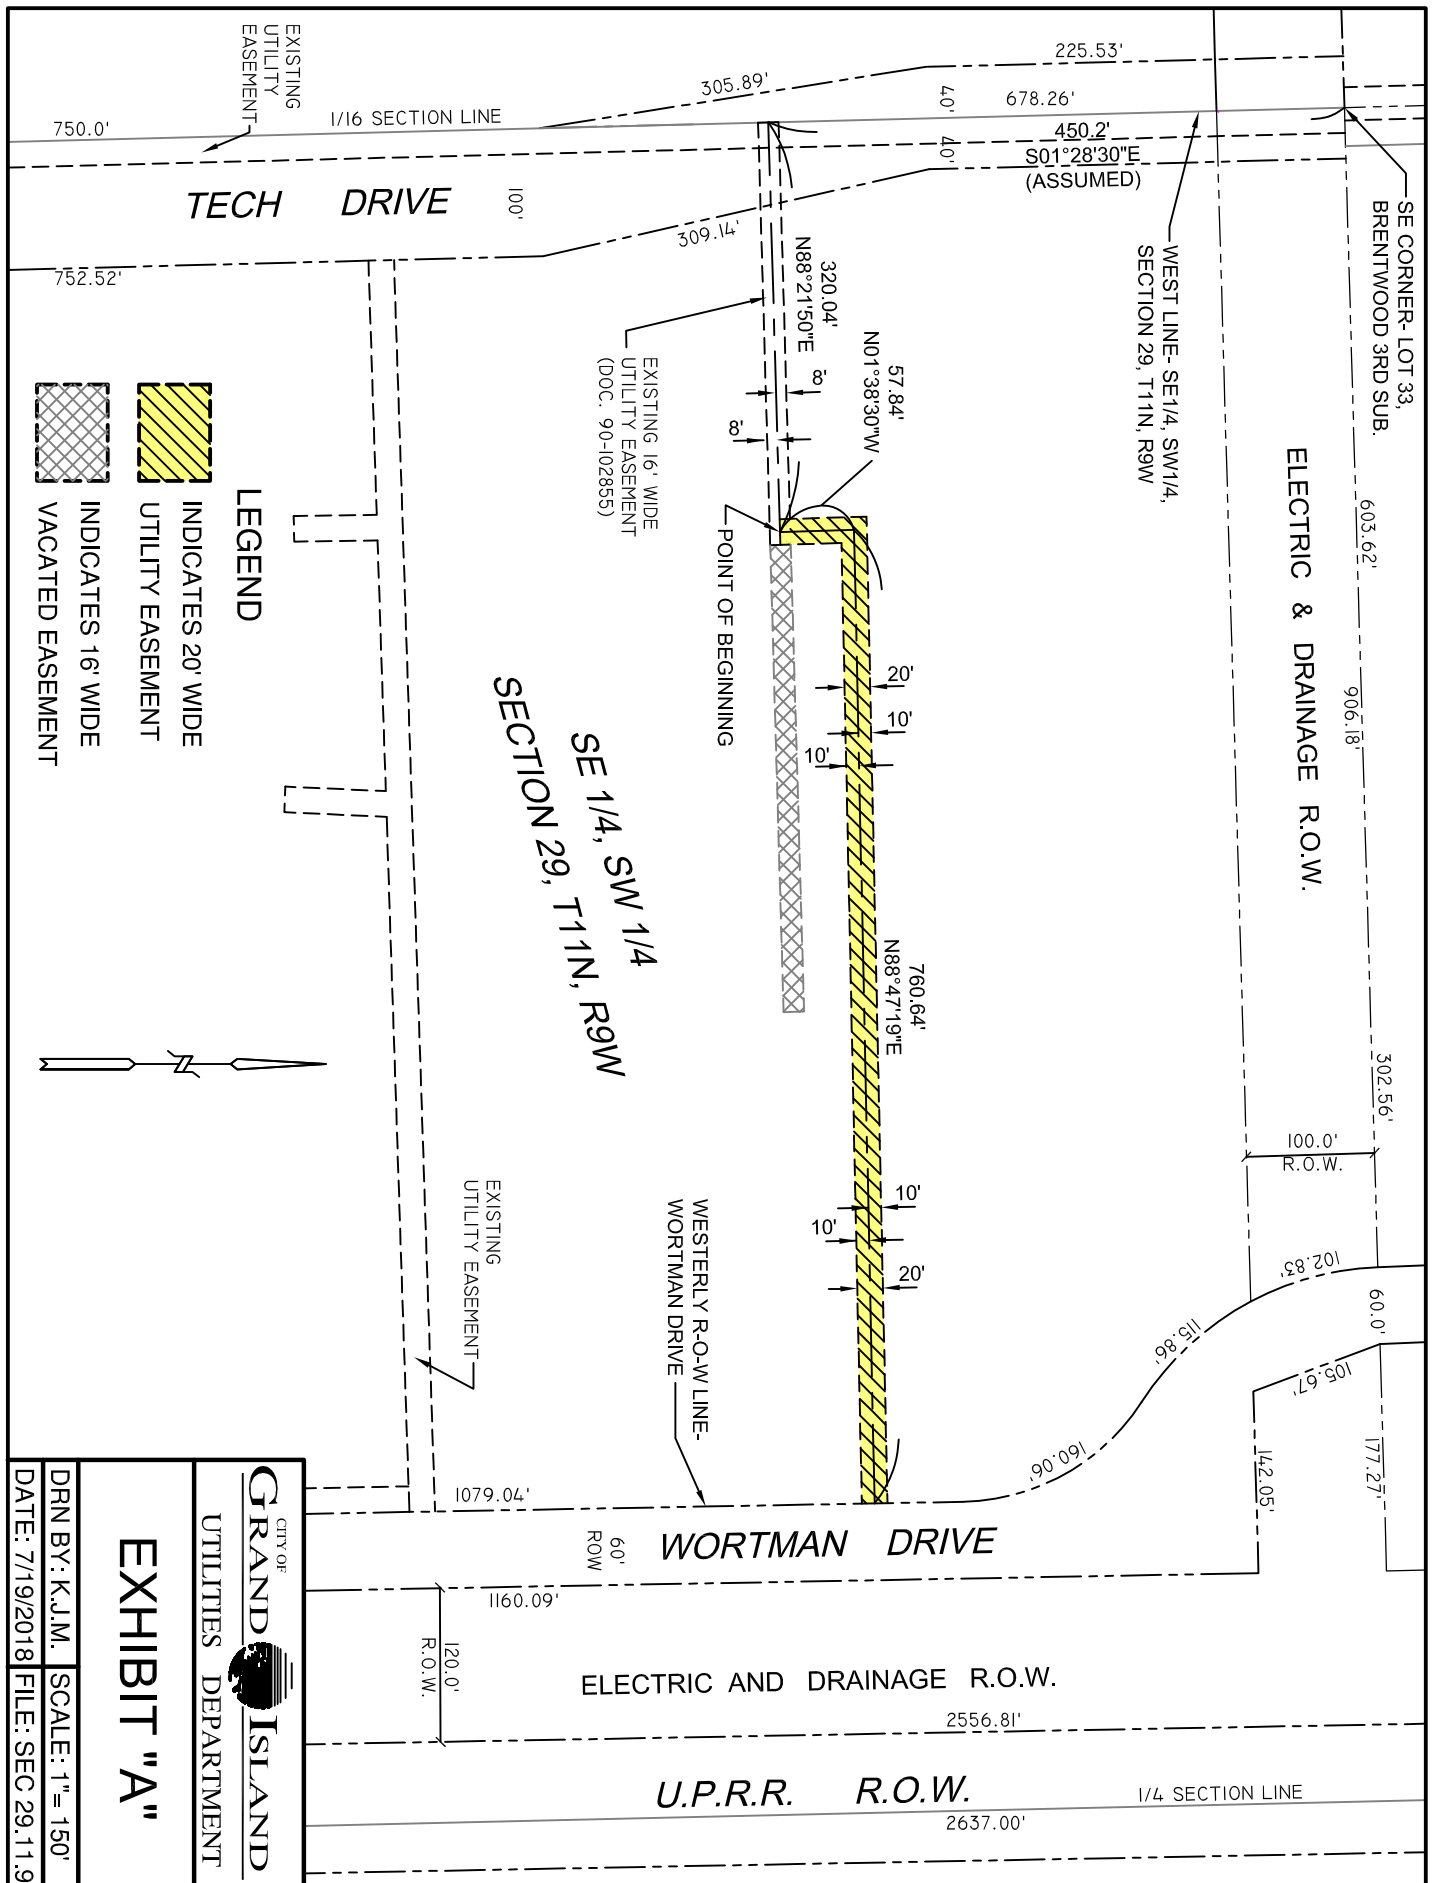 SE CORNER- LOT 33,
BRENTWOOD 3RD SUB.
WEST LINE- SE1/4, SW1/4,
SECTION 29, T11N, R9W
603.62'
906.18'
302.56'
ELECTRIC & DRAINAGE R.O.W.
100.0'
R.O.W.
102.83'
60.0'
115.86'
105.67'
177.27'
142.05'
160.06'
225.53'
678.26'
450.2'
S01°28'30"E
(ASSUMED)
40'
40'
305.89'
309.14'
1/16 SECTION LINE
750.0'
EXISTING
UTILITY
EASEMENT
TECH DRIVE
100'
752.52'
320.04'
N88°21'50"E
57.84'
N01°38'30"W
8'
8'
EXISTING 16' WIDE
UTILITY EASEMENT
(DOC. 90-102855)
POINT OF BEGINNING
20'
10'
10'
760.64'
N88°47'19"E
10'
10'
20'
SE 1/4, SW 1/4
SECTION 29, T11N, R9W
WESTERLY R-O-W LINE-
WORTMAN DRIVE
EXISTING
UTILITY EASEMENT
1079.04'
60'
ROW
WORTMAN DRIVE
1160.09'
120.0'
R.O.W.
ELECTRIC AND DRAINAGE R.O.W.
2556.81'
U.P.R.R. R.O.W.
1/4 SECTION LINE
2637.00'
LEGEND
INDICATES 20' WIDE
UTILITY EASEMENT
INDICATES 16' WIDE
VACATED EASEMENT
CITY OF
GRAND ISLAND
UTILITIES DEPARTMENT
EXHIBIT "A"
DRN BY: K.J.M.
SCALE: 1"= 150'
DATE: 7/19/2018
FILE: SEC 29.11.9